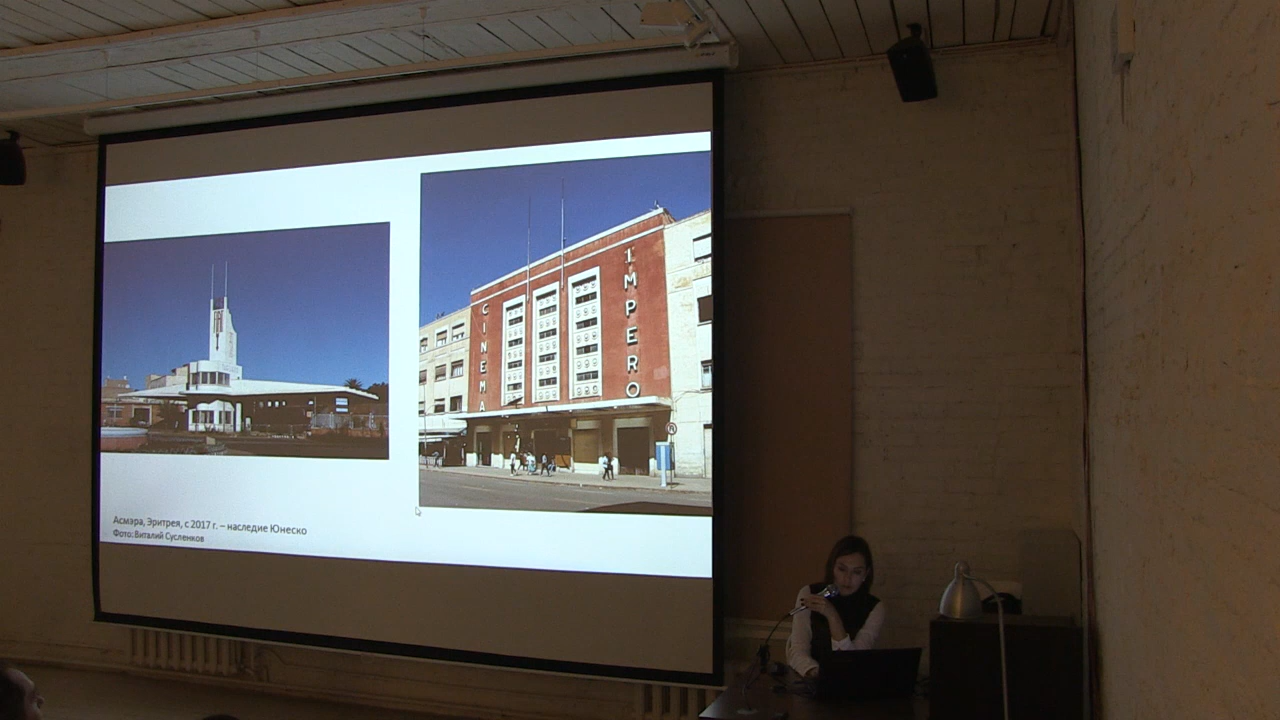 CINEMA
IMPERO
Асмэра, Эритрея, с 2017 г. – наследие Юнеско
Фото: Виталий Сусленков